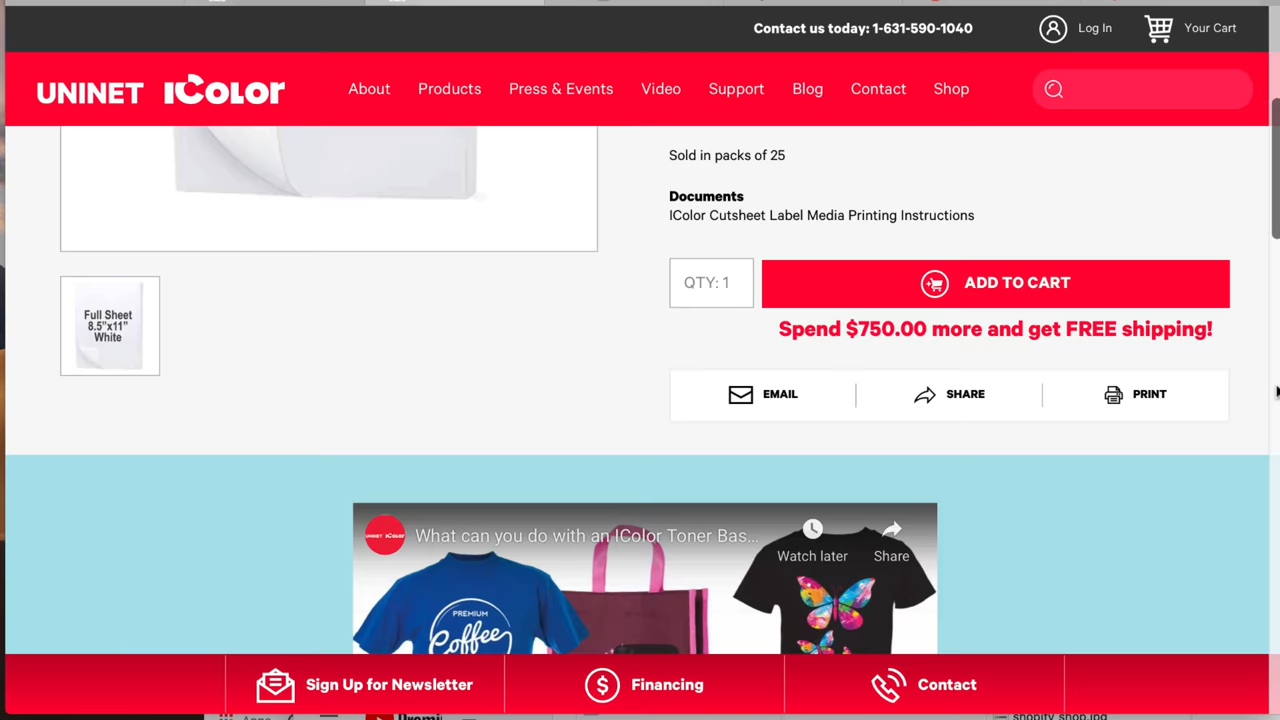 Contact us today: 1-631-590-1040
Log In
Your Cart
UNINET IColor
About
Products
Press & Events
Video
Support
Blog
Contact
Shop
Sold in packs of 25
Documents
IColor Cutsheet Label Media Printing Instructions
QTY: 1
ADD TO CART
Spend $750.00 more and get FREE shipping!
Full Sheet
8.5"x11"
White
EMAIL
SHARE
PRINT
UNINET IColor
What can you do with an IColor Toner Bas...
Watch later
Share
PREMIUM
Coffee
Sign Up for Newsletter
Financing
Contact